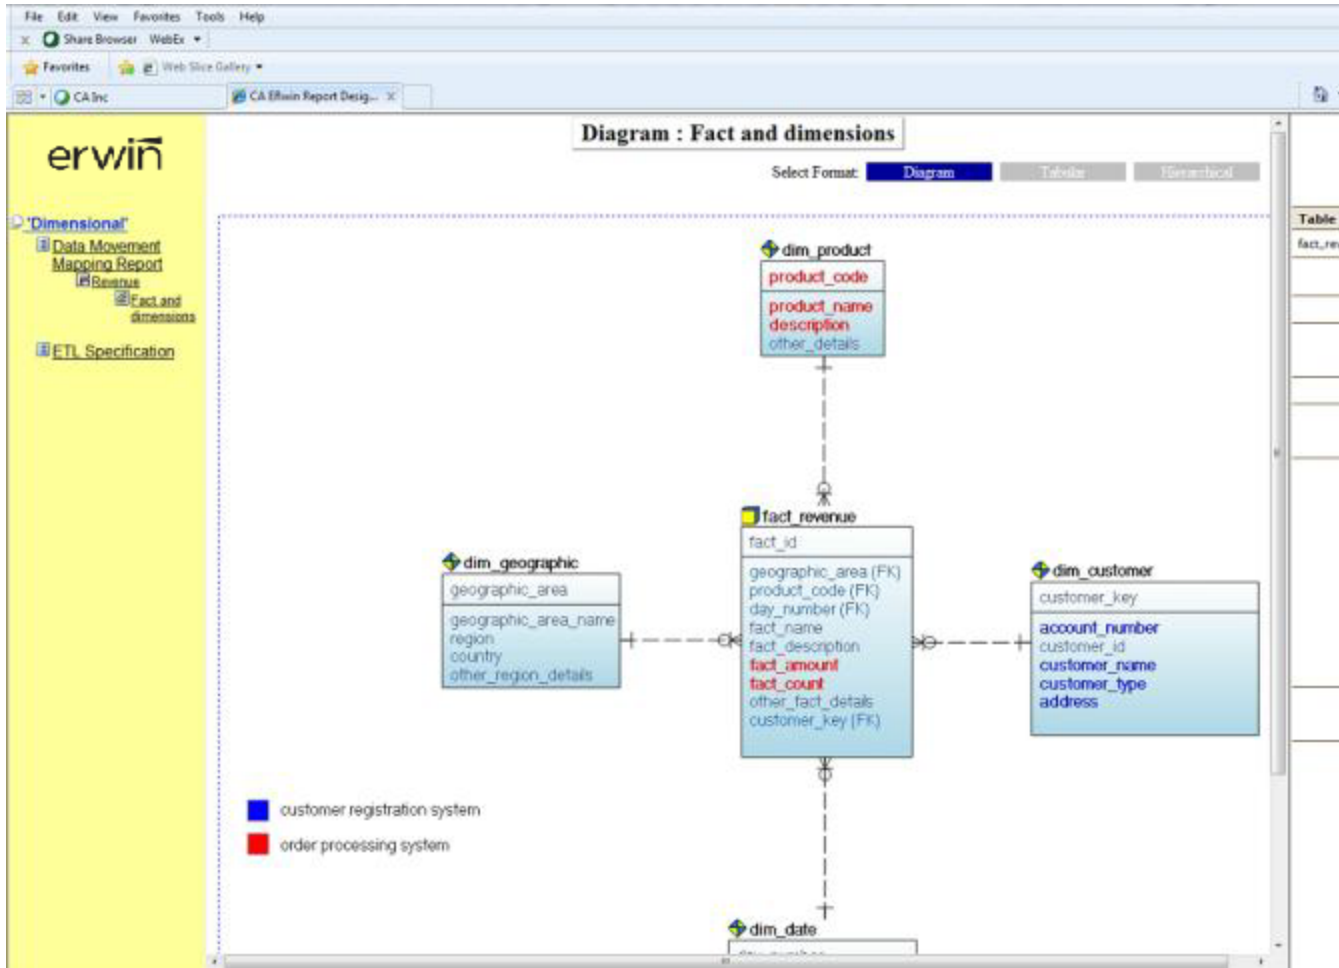 File Edit View Favorites Tools Help
x Share Browser WebEx
Favorites Web Slice Gallery
CA Inc CA ERwin Report Desig... X
erwin
'Dimensional'
Data Movement
Mapping Report
Revenue
Fact and
dimensions
ETL Specification
Diagram : Fact and dimensions
Select Format: Diagram Tabular Hierarchical
dim_product
product_code
product_name
description
other_details
fact_revenue
fact_id
geographic_area (FK)
product_code (FK)
day_number (FK)
fact_name
fact_description
fact_amount
fact_count
other_fact_details
customer_key (FK)
dim_geographic
geographic_area
geographic_area_name
region
country
other_region_details
dim_customer
customer_key
account_number
customer_id
customer_name
customer_type
address
customer registration system
order processing system
dim_date
Table